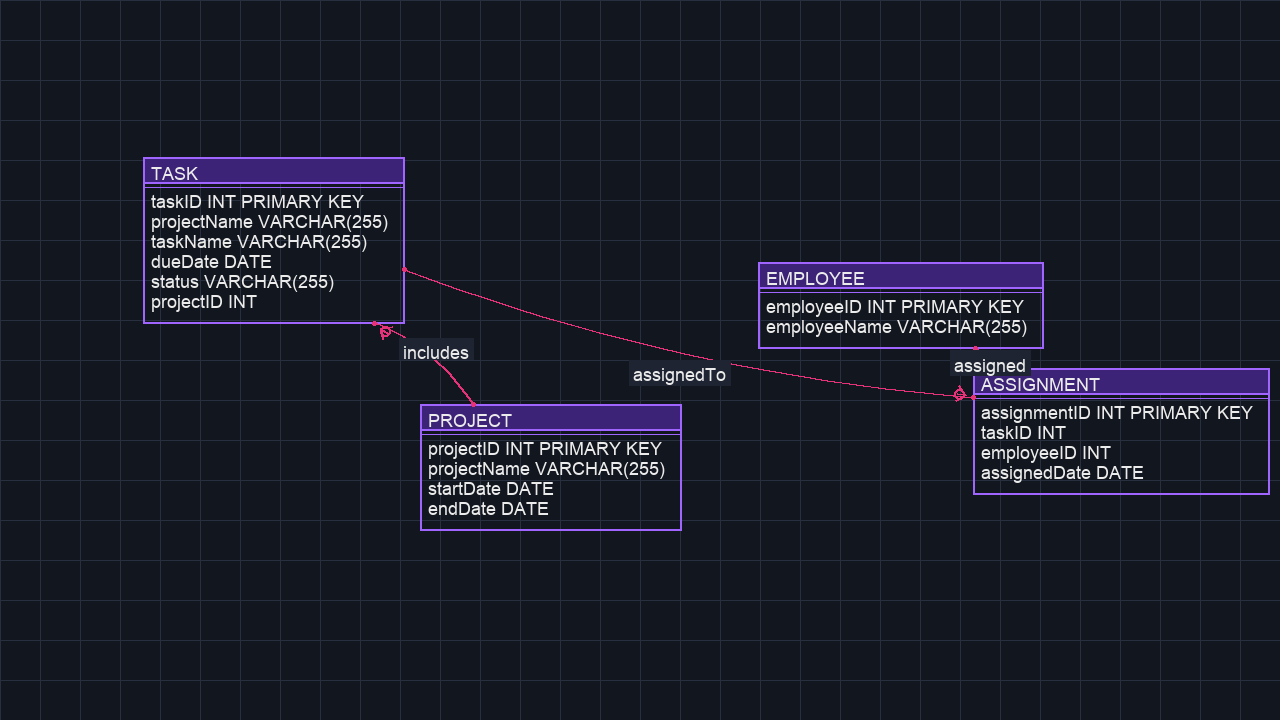 TASK
taskID INT PRIMARY KEY
projectName VARCHAR(255)
taskName VARCHAR(255)
dueDate DATE
status VARCHAR(255)
projectID INT
EMPLOYEE
employeeID INT PRIMARY KEY
employeeName VARCHAR(255)
includes
assignedTo
assigned
PROJECT
projectID INT PRIMARY KEY
projectName VARCHAR(255)
startDate DATE
endDate DATE
ASSIGNMENT
assignmentID INT PRIMARY KEY
taskID INT
employeeID INT
assignedDate DATE